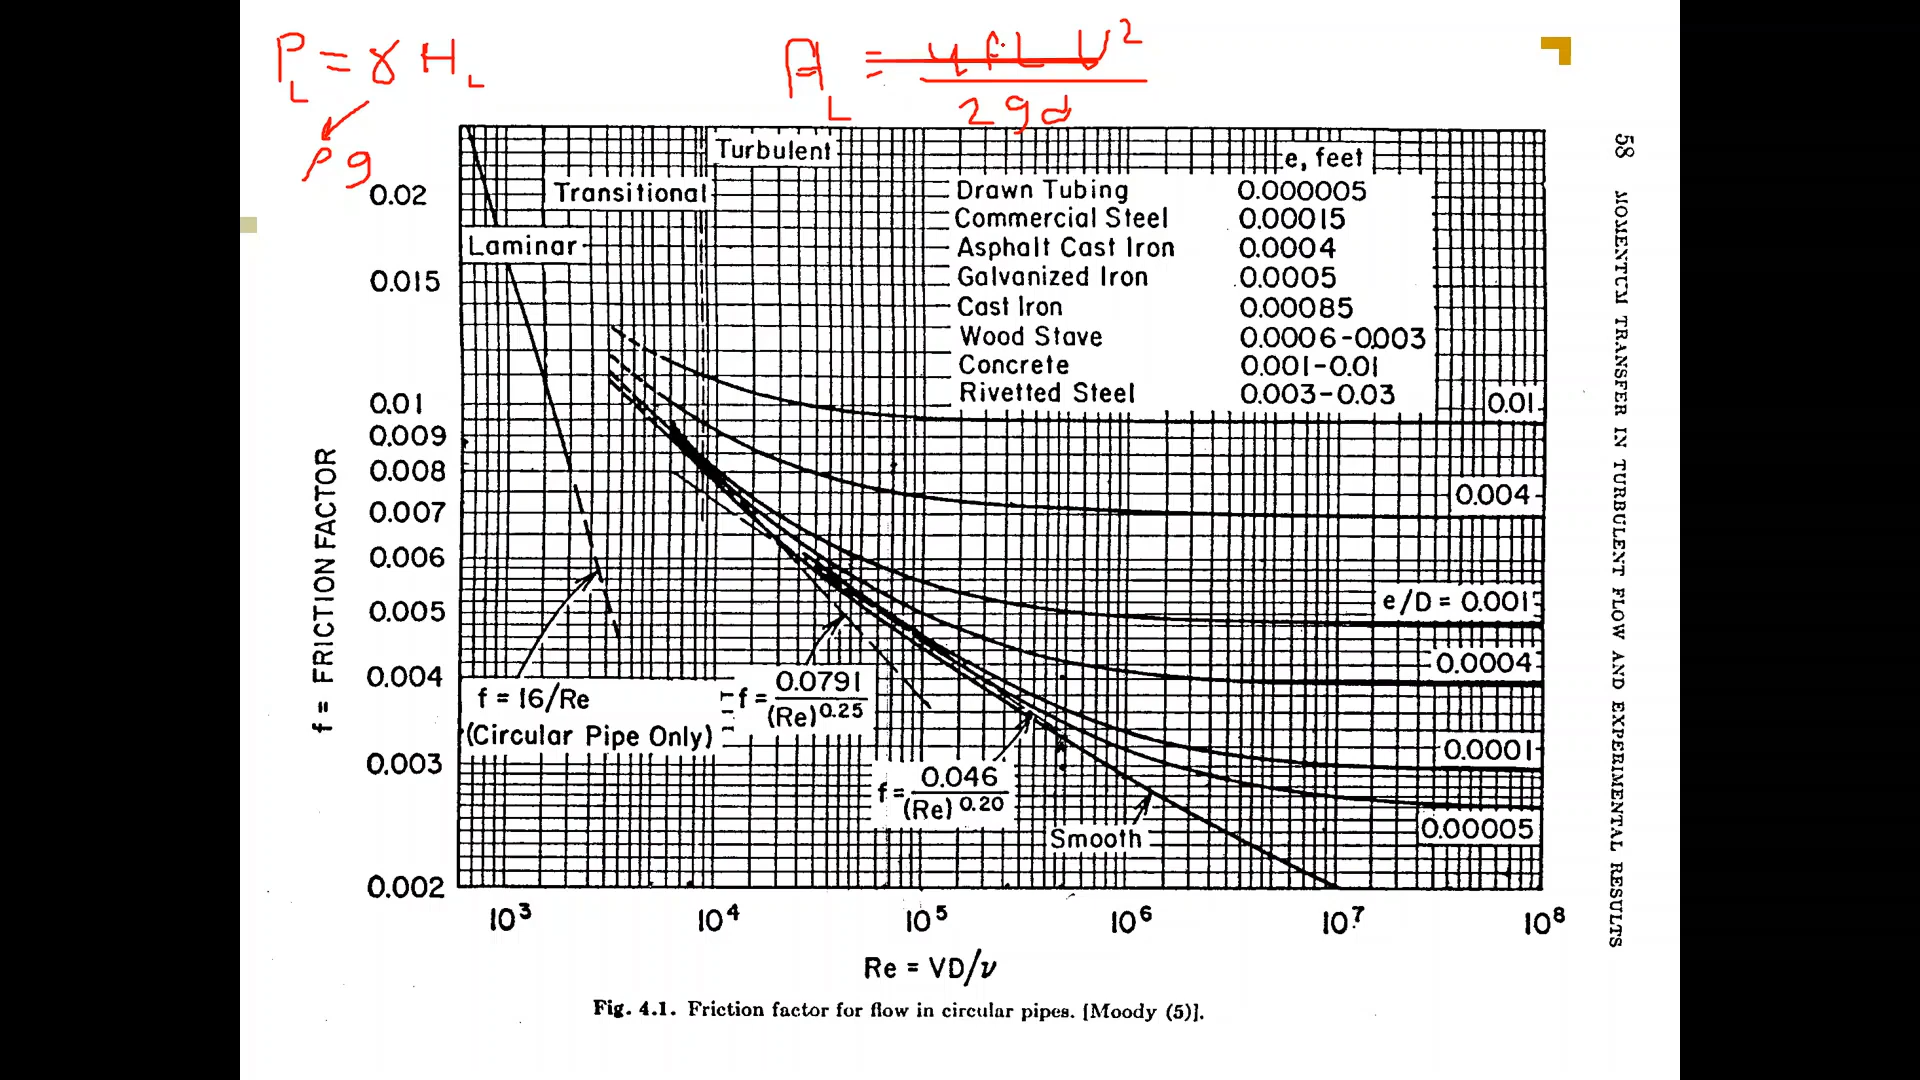 P_L = γ H_L
ρg
H_L = 4fLV²
2gd
58 MOMENTUM TRANSFER IN TURBULENT FLOW AND EXPERIMENTAL RESULTS
Turbulent
Transitional
Laminar
e, feet
Drawn Tubing 0.000005
Commercial Steel 0.00015
Asphalt Cast Iron 0.0004
Galvanized Iron 0.0005
Cast Iron 0.00085
Wood Stave 0.0006-0.003
Concrete 0.001-0.01
Rivetted Steel 0.003-0.03
f = FRICTION FACTOR
0.02
0.015
0.01
0.009
0.008
0.007
0.006
0.005
0.004
0.003
0.002
0.01
0.004
e/D = 0.001
0.0004
0.0001
0.00005
f = 16/Re
(Circular Pipe Only)
f = 0.0791
(Re)^0.25
f = 0.046
(Re)^0.20
Smooth
10³ 10⁴ 10⁵ 10⁶ 10⁷ 10⁸
Re = VD/ν
Fig. 4.1. Friction factor for flow in circular pipes. [Moody (5)].